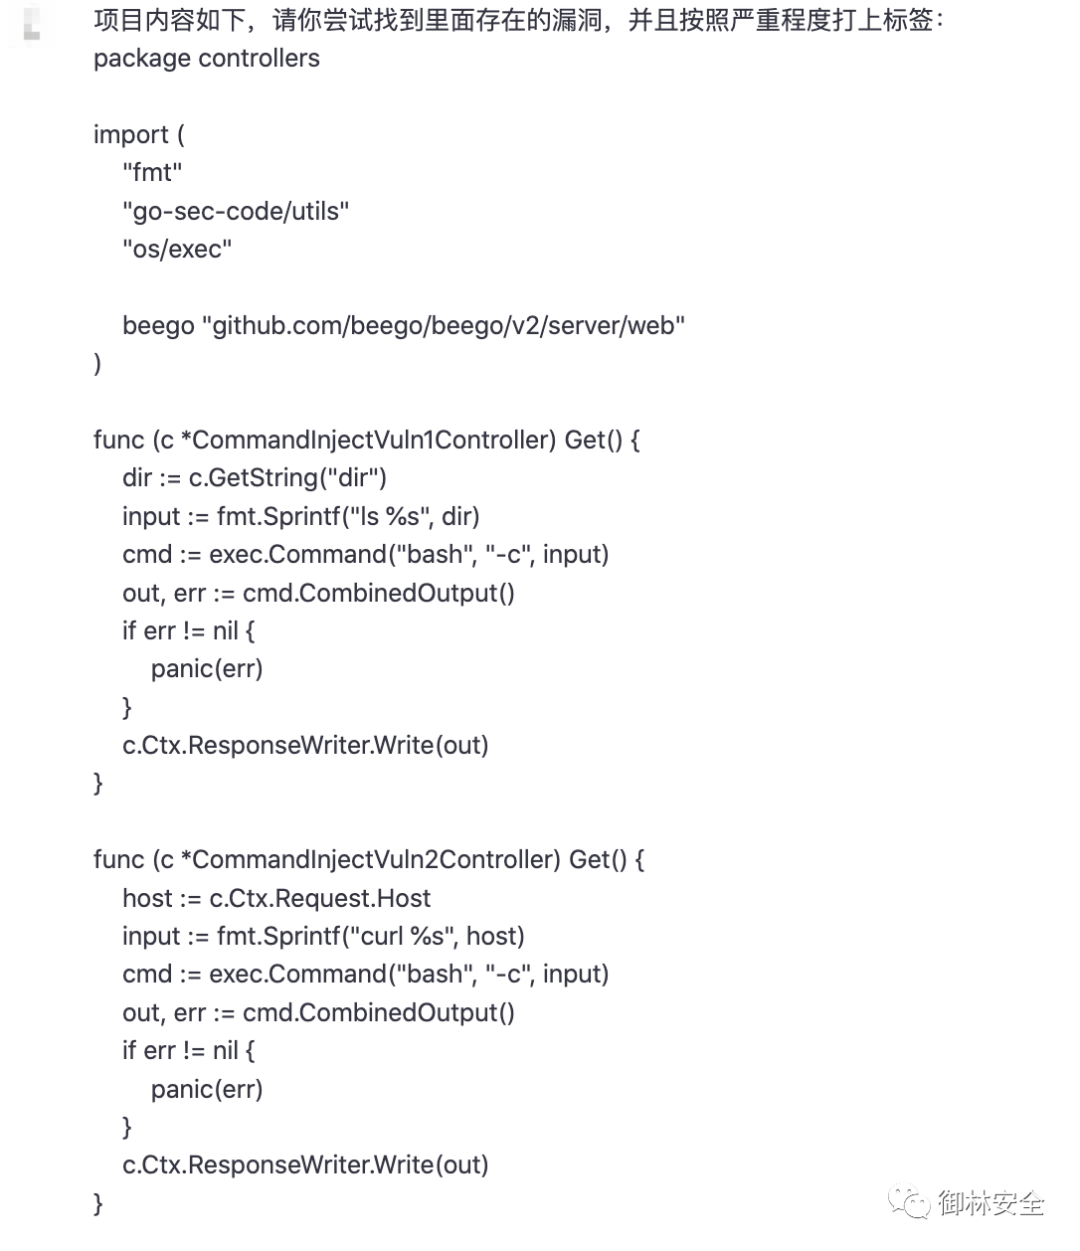 项目内容如下，请你尝试找到里面存在的漏洞，并且按照严重程度打上标签：
package controllers
import (
"fmt"
"go-sec-code/utils"
"os/exec"
beego "github.com/beego/beego/v2/server/web"
)
func (c *CommandInjectVuln1Controller) Get() {
dir := c.GetString("dir")
input := fmt.Sprintf("ls %s", dir)
cmd := exec.Command("bash", "-c", input)
out, err := cmd.CombinedOutput()
if err != nil {
panic(err)
}
c.Ctx.ResponseWriter.Write(out)
}
func (c *CommandInjectVuln2Controller) Get() {
host := c.Ctx.Request.Host
input := fmt.Sprintf("curl %s", host)
cmd := exec.Command("bash", "-c", input)
out, err := cmd.CombinedOutput()
if err != nil {
panic(err)
}
c.Ctx.ResponseWriter.Write(out)
}
御林安全